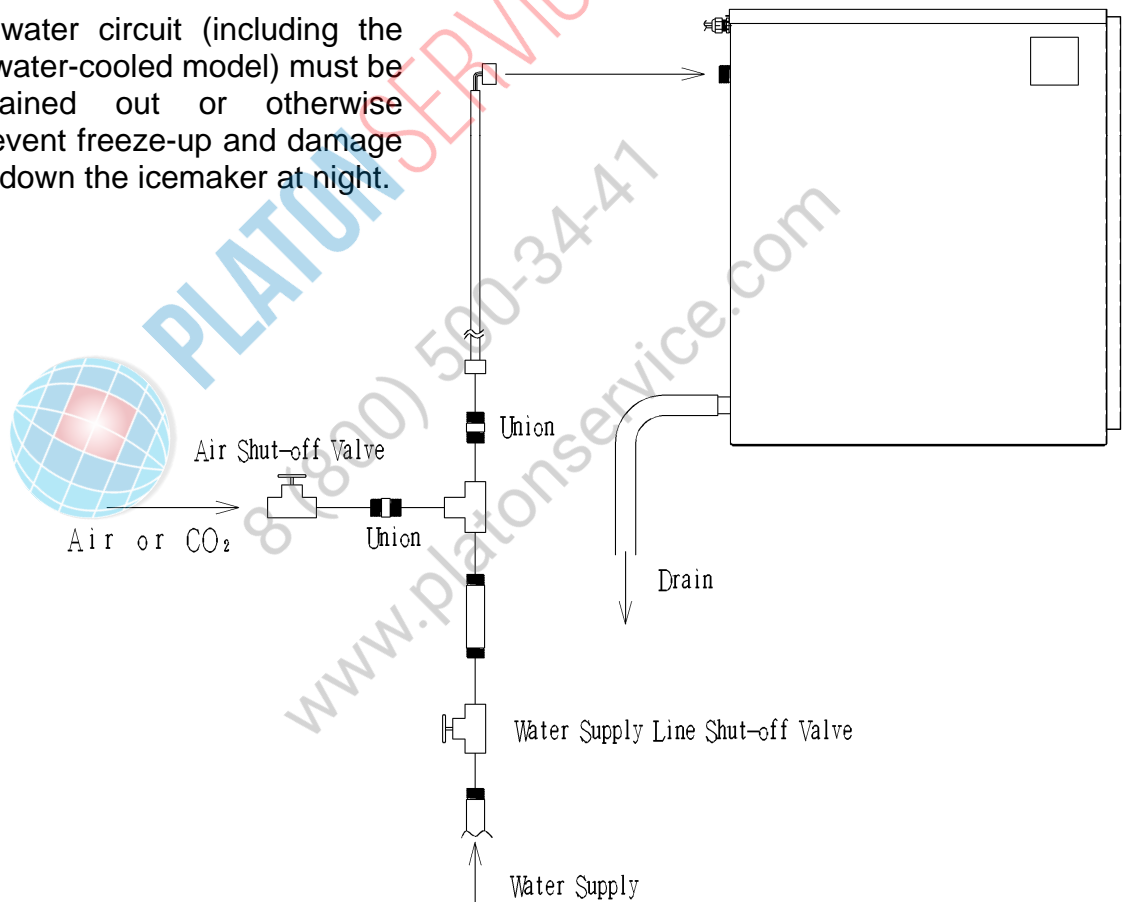 water circuit (including the
water-cooled model) must be
ained out or otherwise
event freeze-up and damage
down the icemaker at night.
PLATON SERVIC
8 (800) 500-34-41
www.platonservice.com
Union
Air Shut-off Valve
Air or CO₂
Union
Drain
Water Supply Line Shut-off Valve
Water Supply